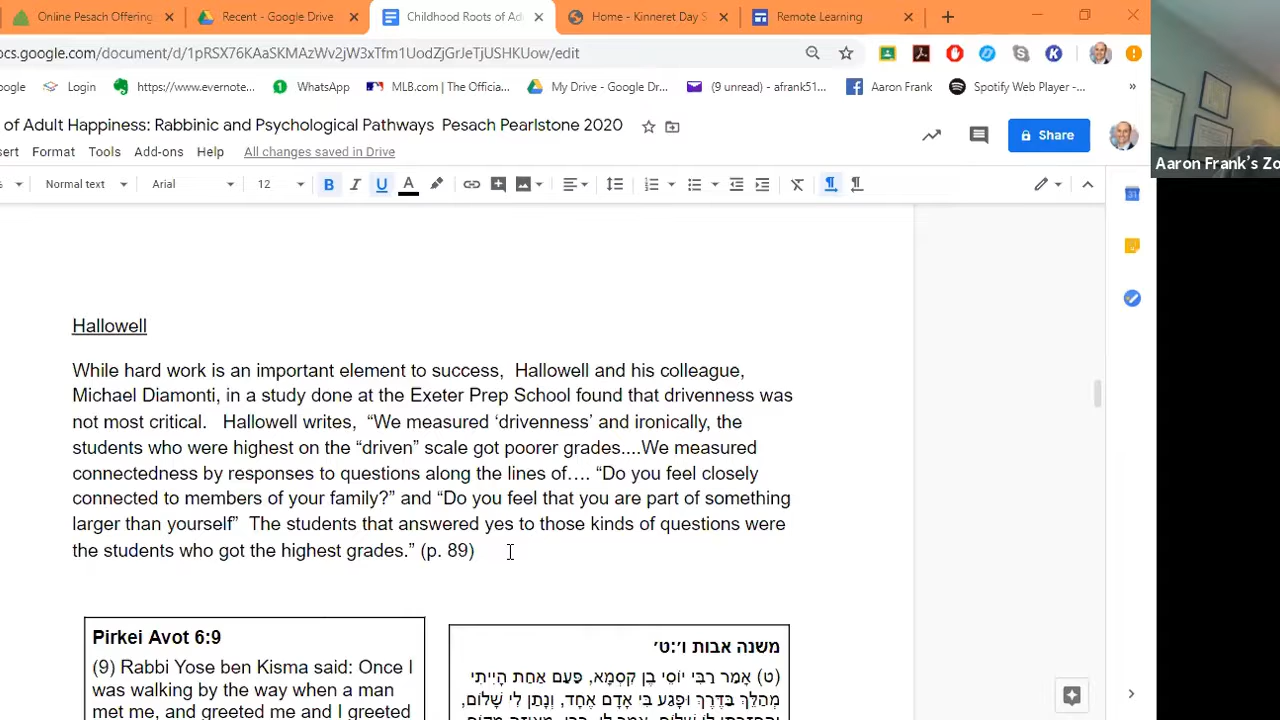 Online Pesach Offering
Recent - Google Drive
Childhood Roots of Ad
Home - Kinneret Day S
Remote Learning
ocs.google.com/document/d/1pRSX76KAaSKMAzWv2jW3xTfm1UodZjGrJeTjUSHKUow/edit
ogle
Login
http://www.evernote...
WhatsApp
MLB.com | The Officia...
My Drive - Google Dr...
(9 unread) - afrank51...
Aaron Frank
Spotify Web Player -...
of Adult Happiness: Rabbinic and Psychological Pathways Pesach Pearlstone 2020
Share
Aaron Frank's Zo
sert Format Tools Add-ons Help All changes saved in Drive
% Normal text Arial 12 B I U A
Hallowell
While hard work is an important element to success, Hallowell and his colleague,
Michael Diamonti, in a study done at the Exeter Prep School found that drivenness was
not most critical. Hallowell writes, “We measured ‘drivenness’ and ironically, the
students who were highest on the “driven” scale got poorer grades....We measured
connectedness by responses to questions along the lines of…. “Do you feel closely
connected to members of your family?” and “Do you feel that you are part of something
larger than yourself” The students that answered yes to those kinds of questions were
the students who got the highest grades.” (p. 89)
Pirkei Avot 6:9
(9) Rabbi Yose ben Kisma said: Once I
was walking by the way when a man
met me, and greeted me and I greeted
משנה אבות ו׳:ט׳
(ט) אָמַר רַבִּי יוֹסֵי בֶן קִסְמָא, פַּעַם אַחַת הָיִיתִי
מְהַלֵּךְ בַּדֶּרֶךְ וּפָגַע בִּי אָדָם אֶחָד, וְנָתַן לִי שָׁלוֹם,